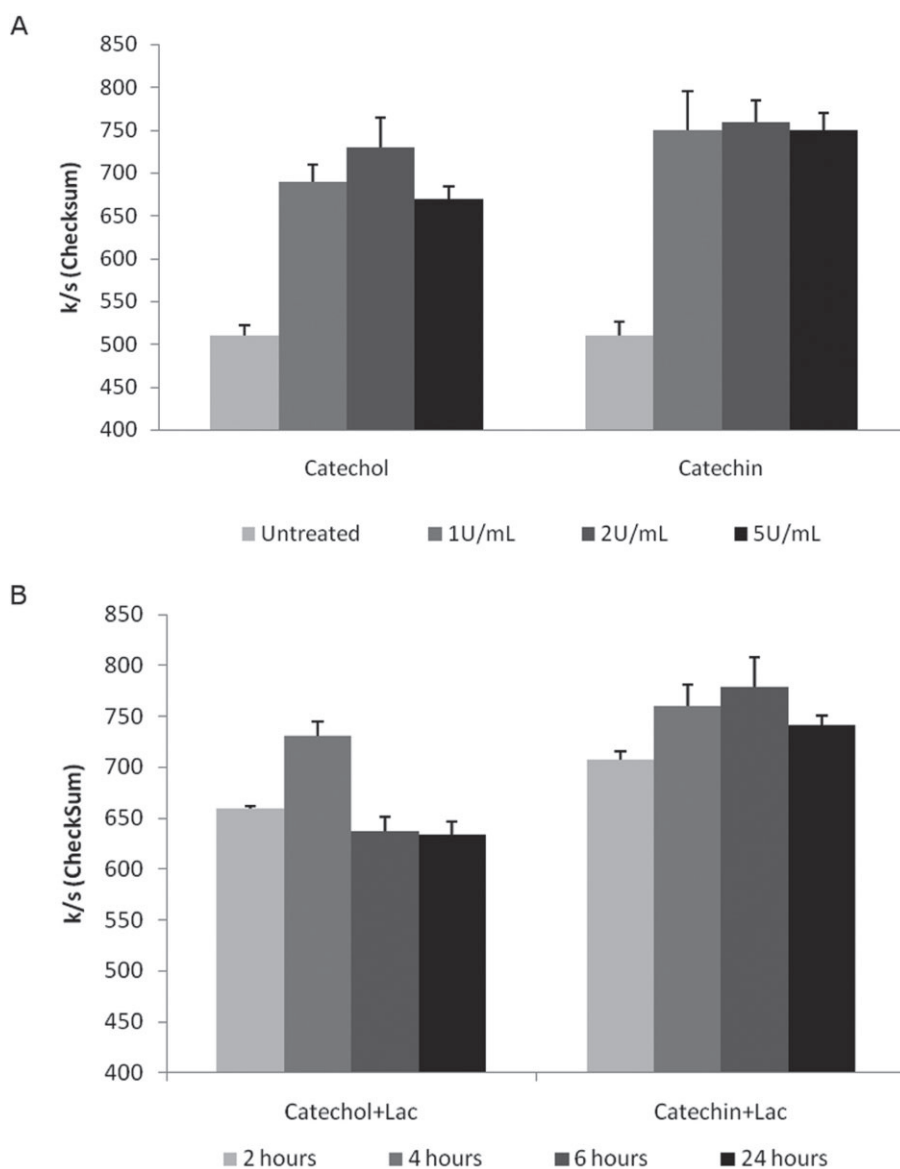 A
850
800
750
700
650
600
550
500
450
400
k/s (Checksum)
Catechol Catechin
Untreated 1U/mL 2U/mL 5U/mL
B
850
800
750
700
650
600
550
500
450
400
k/s (CheckSum)
Catechol+Lac Catechin+Lac
2 hours 4 hours 6 hours 24 hours